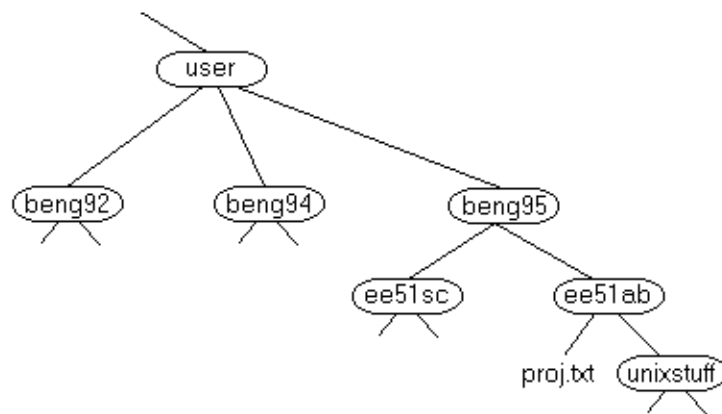 user
beng92
beng94
beng95
ee51sc
ee51ab
proj.txt
unixstuff